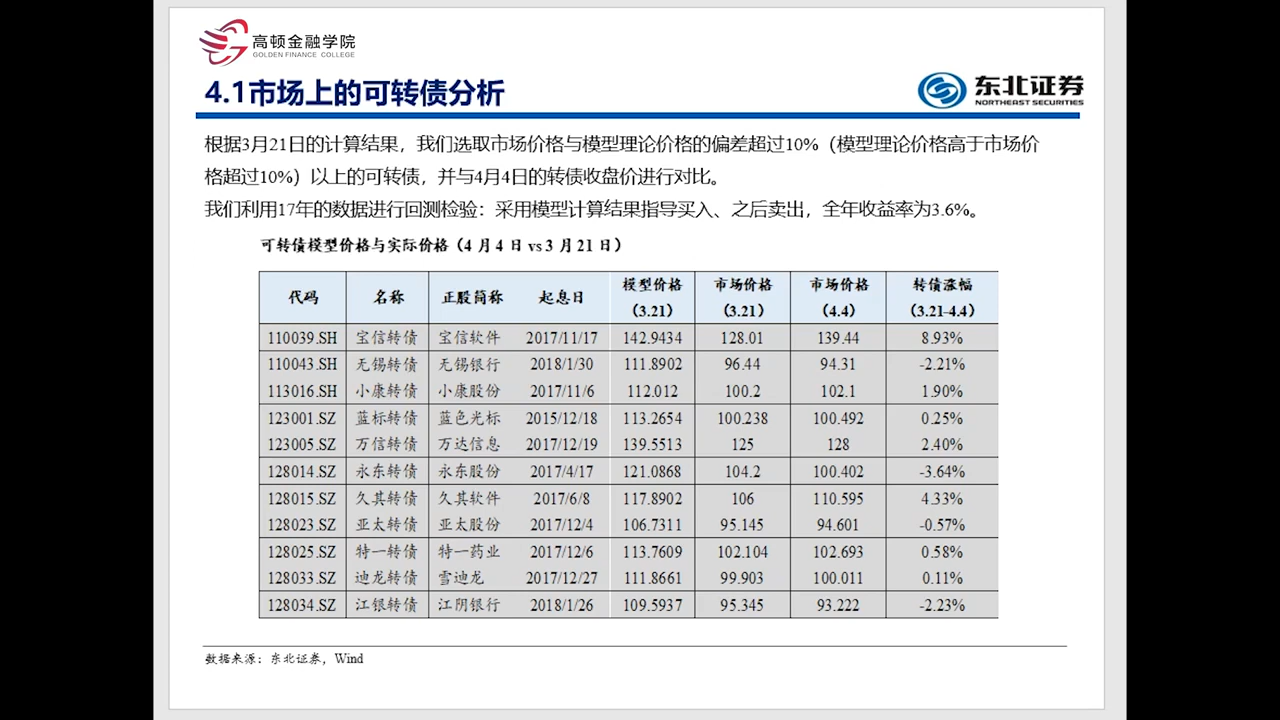 高顿金融学院
GOLDEN FINANCE COLLEGE
4.1市场上的可转债分析
东北证券
NORTHEAST SECURITIES
根据3月21日的计算结果，我们选取市场价格与模型理论价格的偏差超过10%（模型理论价格高于市场价
格超过10%）以上的可转债，并与4月4日的转债收盘价进行对比。
我们利用17年的数据进行回测检验：采用模型计算结果指导买入、之后卖出，全年收益率为3.6%。
可转债模型价格与实际价格（4 月 4 日 vs 3 月 21 日）
代码 名称 正股简称 起息日 模型价格（3.21） 市场价格（3.21） 市场价格（4.4） 转债涨幅（3.21-4.4）
110039.SH 宝信转债 宝信软件 2017/11/17 142.9434 128.01 139.44 8.93%
110043.SH 无锡转债 无锡银行 2018/1/30 111.8902 96.44 94.31 -2.21%
113016.SH 小康转债 小康股份 2017/11/6 112.012 100.2 102.1 1.90%
123001.SZ 蓝标转债 蓝色光标 2015/12/18 113.2654 100.238 100.492 0.25%
123005.SZ 万信转债 万达信息 2017/12/19 139.5513 125 128 2.40%
128014.SZ 永东转债 永东股份 2017/4/17 121.0868 104.2 100.402 -3.64%
128015.SZ 久其转债 久其软件 2017/6/8 117.8902 106 110.595 4.33%
128023.SZ 亚太转债 亚太股份 2017/12/4 106.7311 95.145 94.601 -0.57%
128025.SZ 特一转债 特一药业 2017/12/6 113.7609 102.104 102.693 0.58%
128033.SZ 迪龙转债 雪迪龙 2017/12/27 111.8661 99.903 100.011 0.11%
128034.SZ 江银转债 江阴银行 2018/1/26 109.5937 95.345 93.222 -2.23%
数据来源：东北证券，Wind